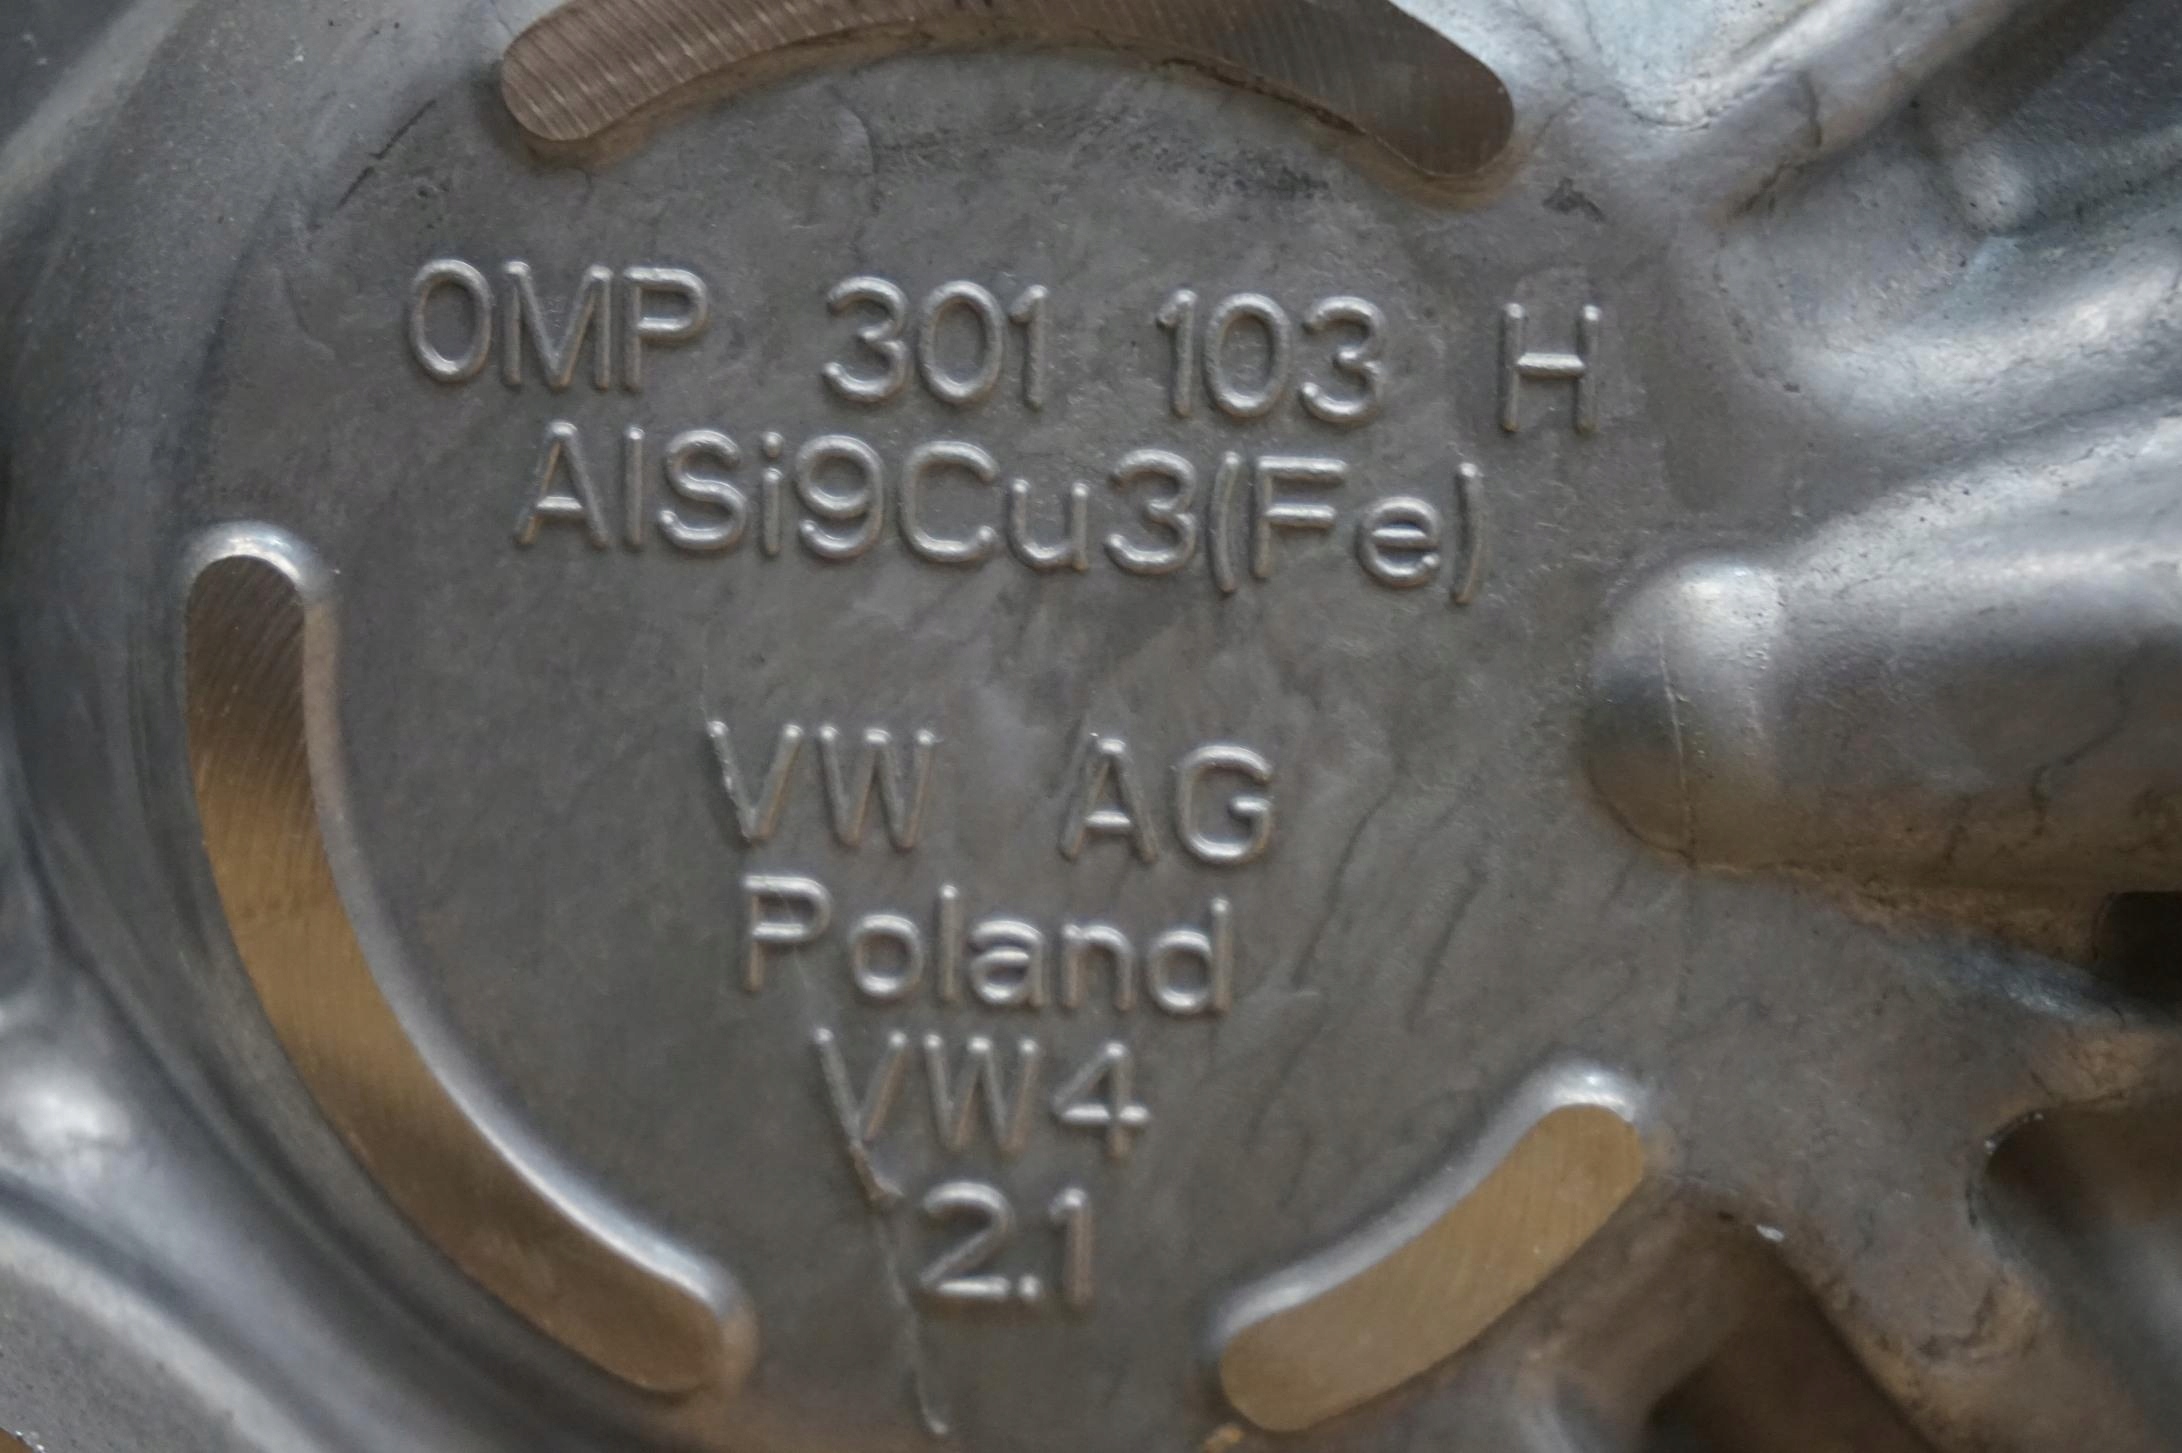 0MP 301 103 H
AlSi9Cu3(Fe)
VW AG
Poland
VW4
2.1